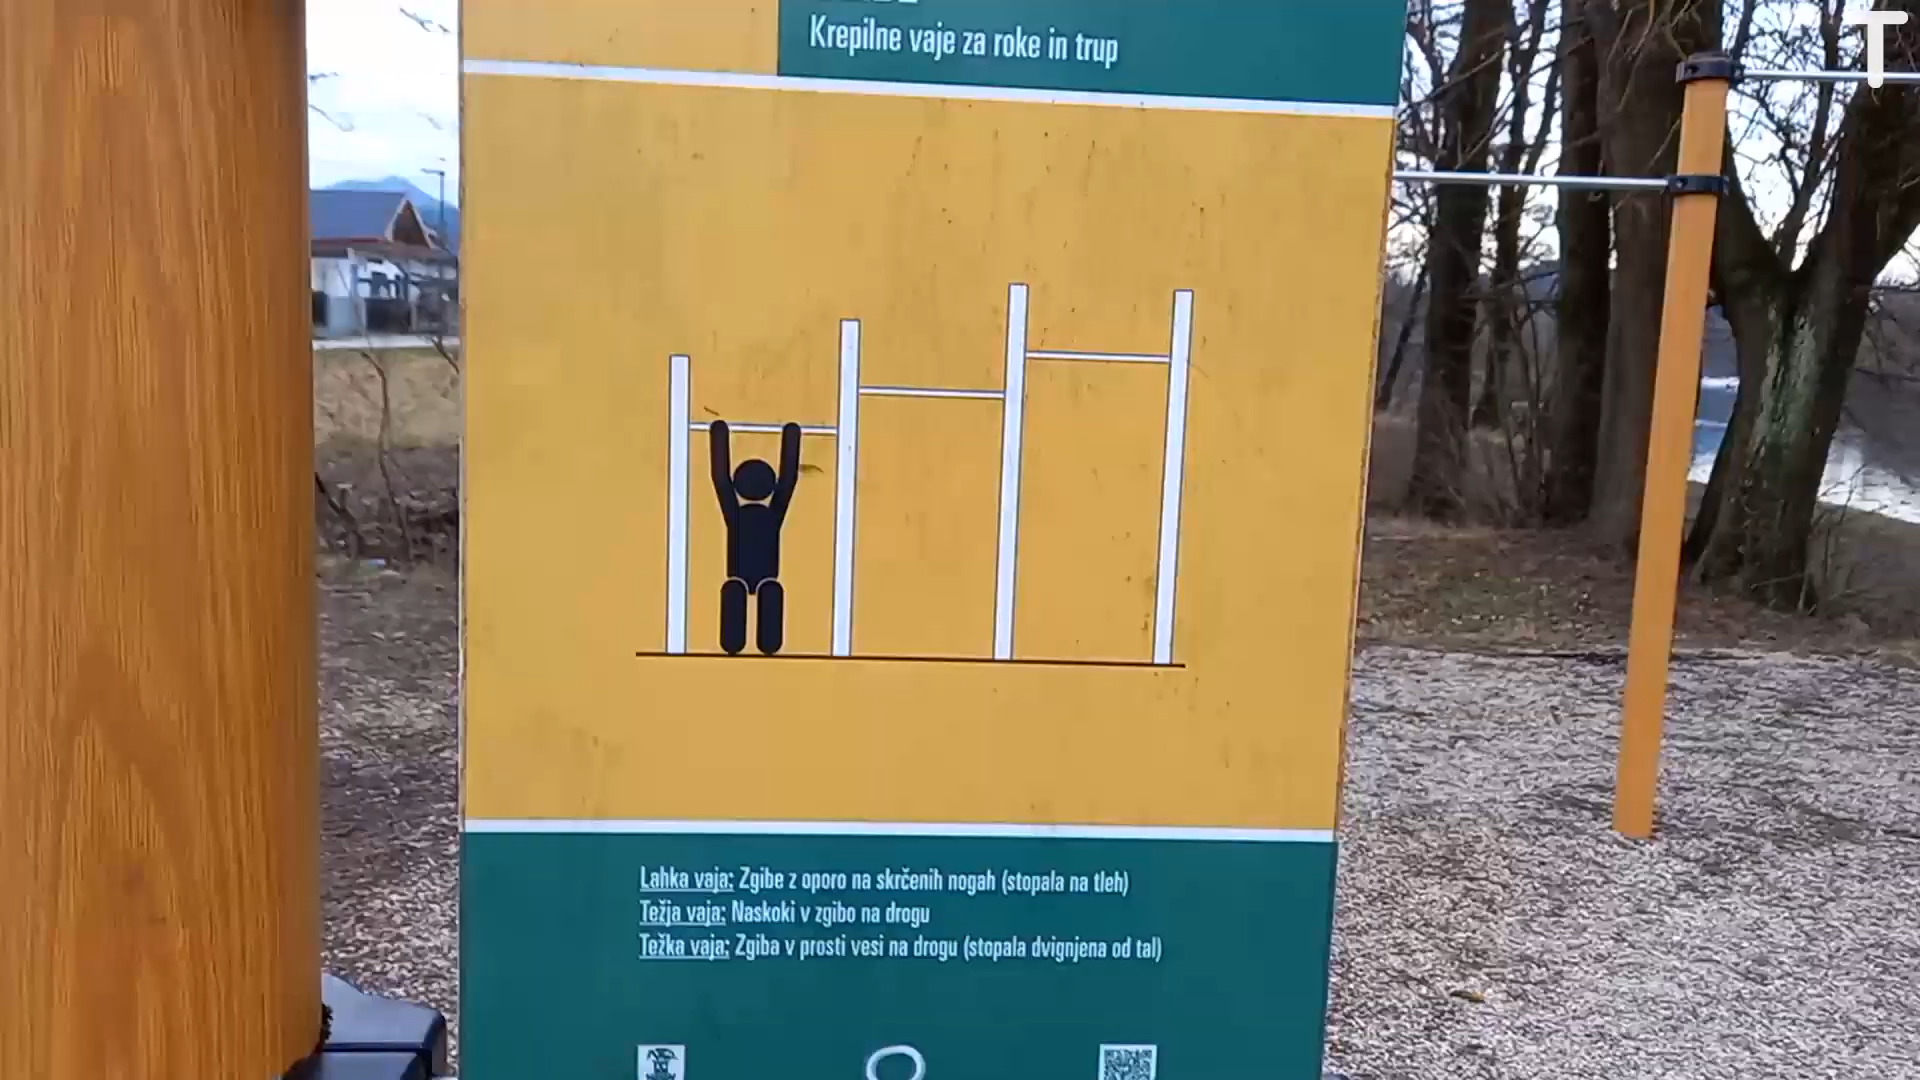 Krepilne vaje za roke in trup
Lahka vaja: Zgibe z oporo na skrčenih nogah (stopala na tleh)
Težja vaja: Naskoki v zgibo na drogu
Težka vaja: Zgiba v prosti vesi na drogu (stopala dvignjena od tal)
T